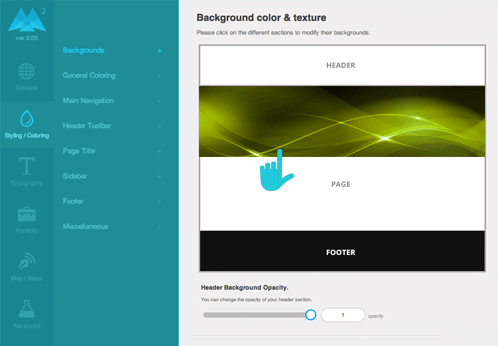 2
ver 2.05
General
Styling / Coloring
Typography
Portfolio
Blog / News
Advanced
Backgrounds
General Coloring
Main Navigation
Header Toolbar
Page Title
Sidebar
Footer
Miscellaneous
Background color & texture
Please click on the different sections to modify their backgrounds.
HEADER
PAGE
FOOTER
Header Background Opacity.
You can change the opacity of your header section.
1 opacity